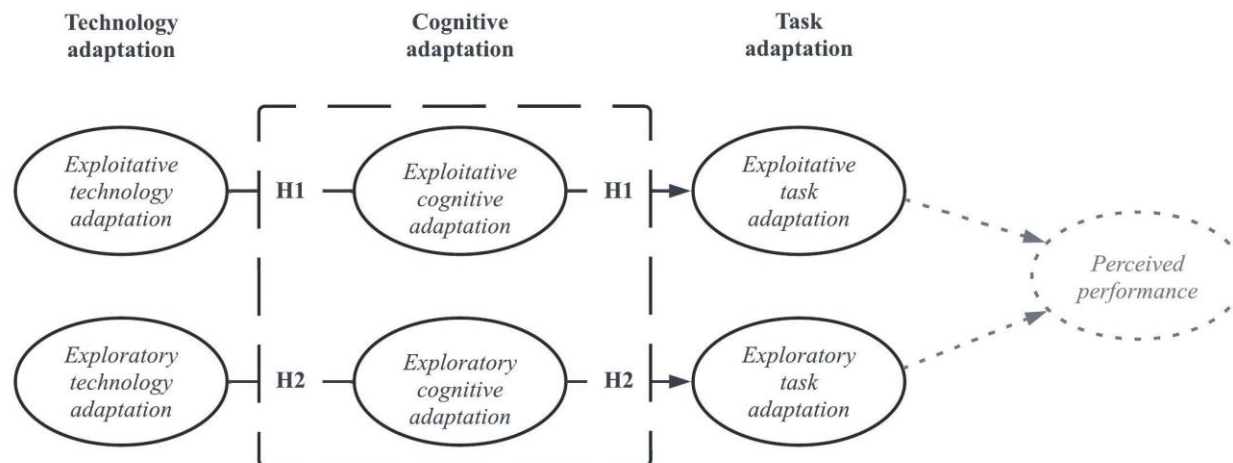 Technology
adaptation
Cognitive
adaptation
Task
adaptation
Exploitative
technology
adaptation
H1
Exploitative
cognitive
adaptation
H1
Exploitative
task
adaptation
Perceived
performance
Exploratory
technology
adaptation
H2
Exploratory
cognitive
adaptation
H2
Exploratory
task
adaptation